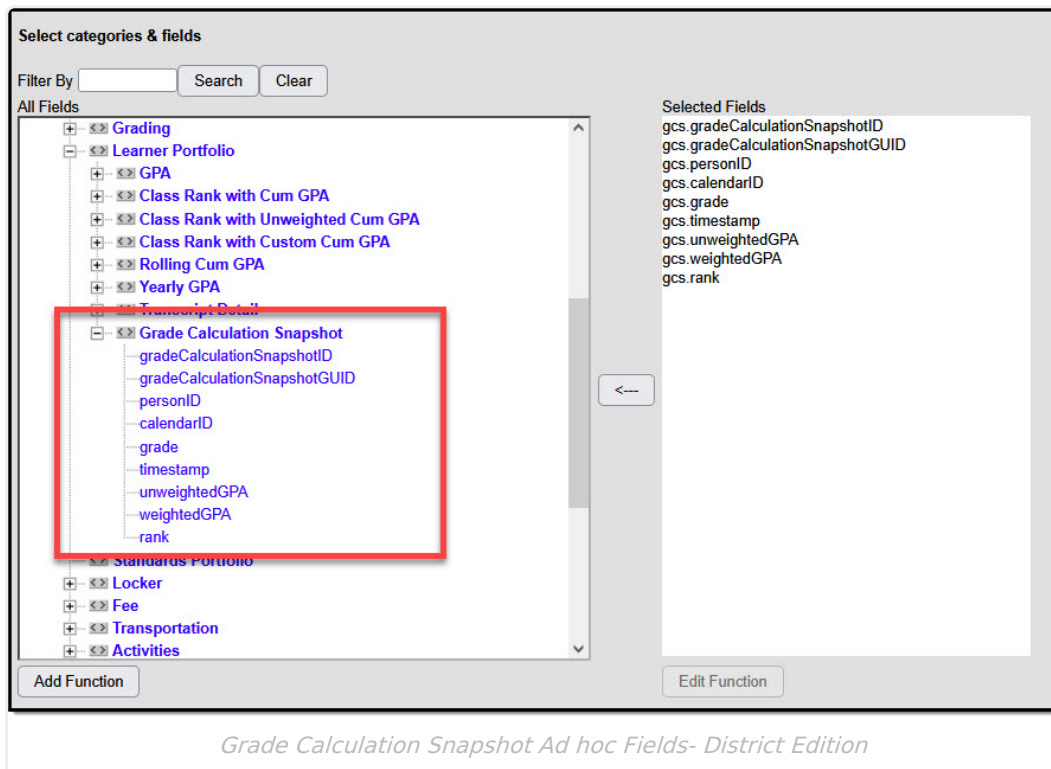 Select categories & fields
Filter By
Search
Clear
All Fields
Grading
Learner Portfolio
GPA
Class Rank with Cum GPA
Class Rank with Unweighted Cum GPA
Class Rank with Custom Cum GPA
Rolling Cum GPA
Yearly GPA
Transcript Detail
Grade Calculation Snapshot
gradeCalculationSnapshotID
gradeCalculationSnapshotGUID
personID
calendarID
grade
timestamp
unweightedGPA
weightedGPA
rank
Standards Portfolio
Locker
Fee
Transportation
Activities
Add Function
<---
Selected Fields
gcs.gradeCalculationSnapshotID
gcs.gradeCalculationSnapshotGUID
gcs.personID
gcs.calendarID
gcs.grade
gcs.timestamp
gcs.unweightedGPA
gcs.weightedGPA
gcs.rank
Edit Function
Grade Calculation Snapshot Ad hoc Fields- District Edition